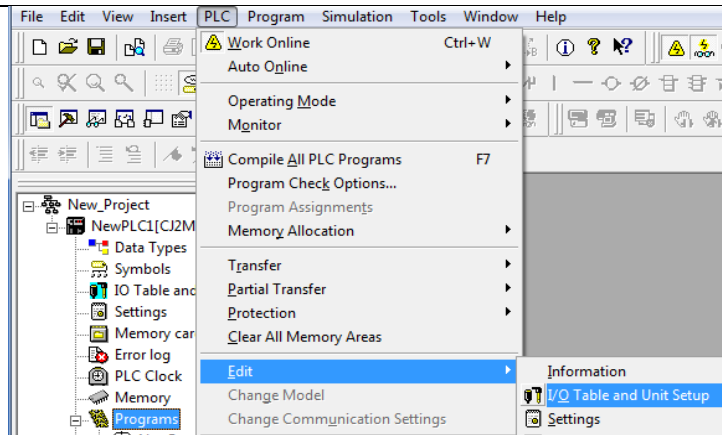 File Edit View Insert PLC Program Simulation Tools Window Help
Work Online Ctrl+W
Auto Online
Operating Mode
Monitor
Compile All PLC Programs F7
Program Check Options...
Program Assignments
Memory Allocation
Transfer
Partial Transfer
Protection
Clear All Memory Areas
Edit
Change Model
Change Communication Settings
Information
I/O Table and Unit Setup
Settings
New_Project
NewPLC1[CJ2M
Data Types
Symbols
IO Table and
Settings
Memory car
Error log
PLC Clock
Memory
Programs